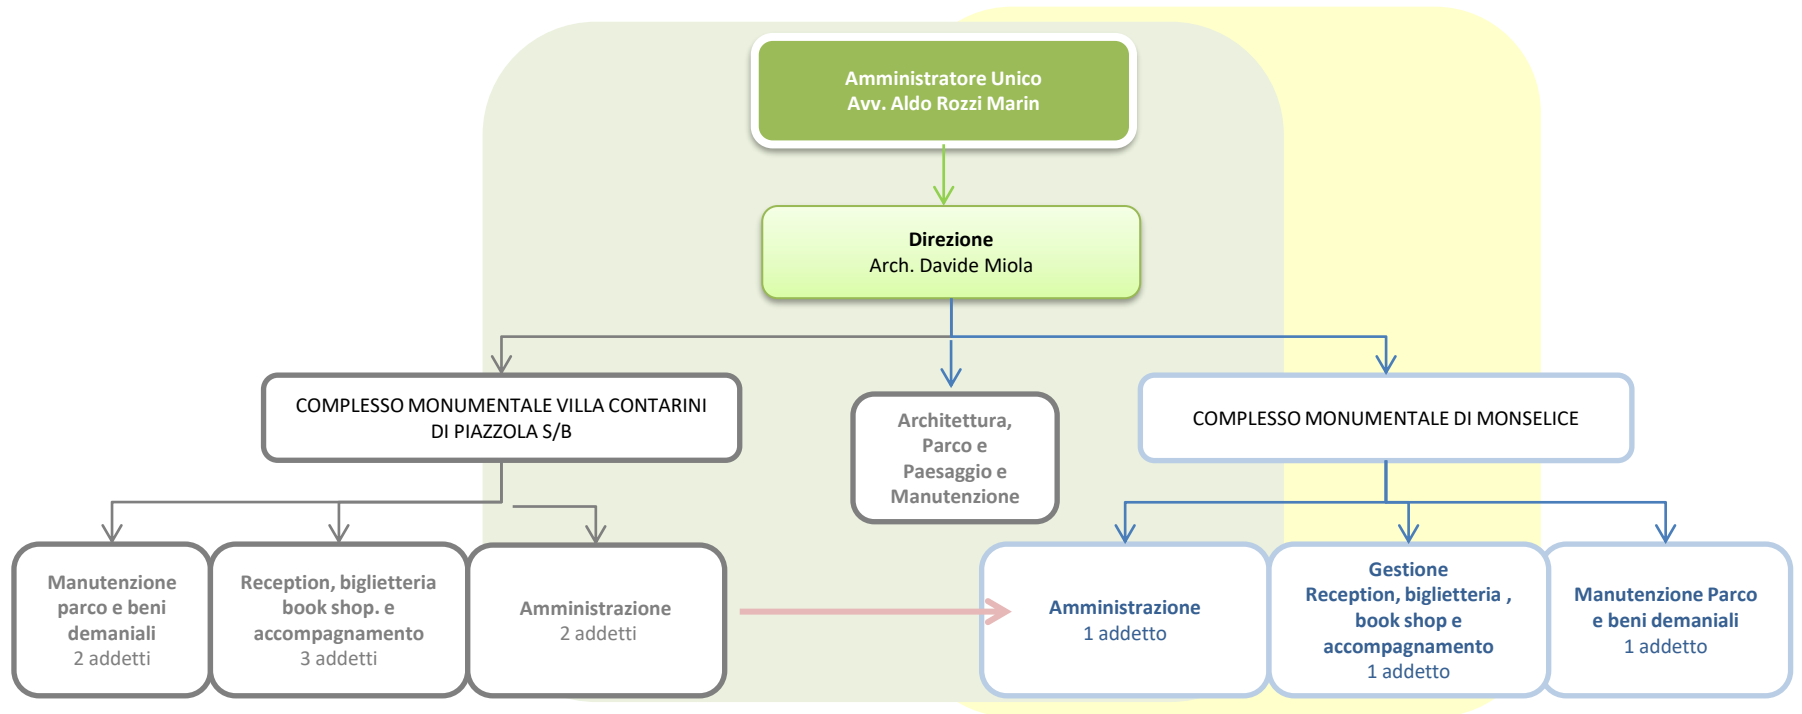 Amministratore Unico
Avv. Aldo Rozzi Marin
Direzione
Arch. Davide Miola
COMPLESSO MONUMENTALE VILLA CONTARINI
DI PIAZZOLA S/B
Architettura,
Parco e
Paesaggio e
Manutenzione
COMPLESSO MONUMENTALE DI MONSELICE
Manutenzione
parco e beni
demaniali
2 addetti
Reception, biglietteria
book shop. e
accompagnamento
3 addetti
Amministrazione
2 addetti
Amministrazione
1 addetto
Gestione
Reception, biglietteria ,
book shop e
accompagnamento
1 addetto
Manutenzione Parco
e beni demaniali
1 addetto